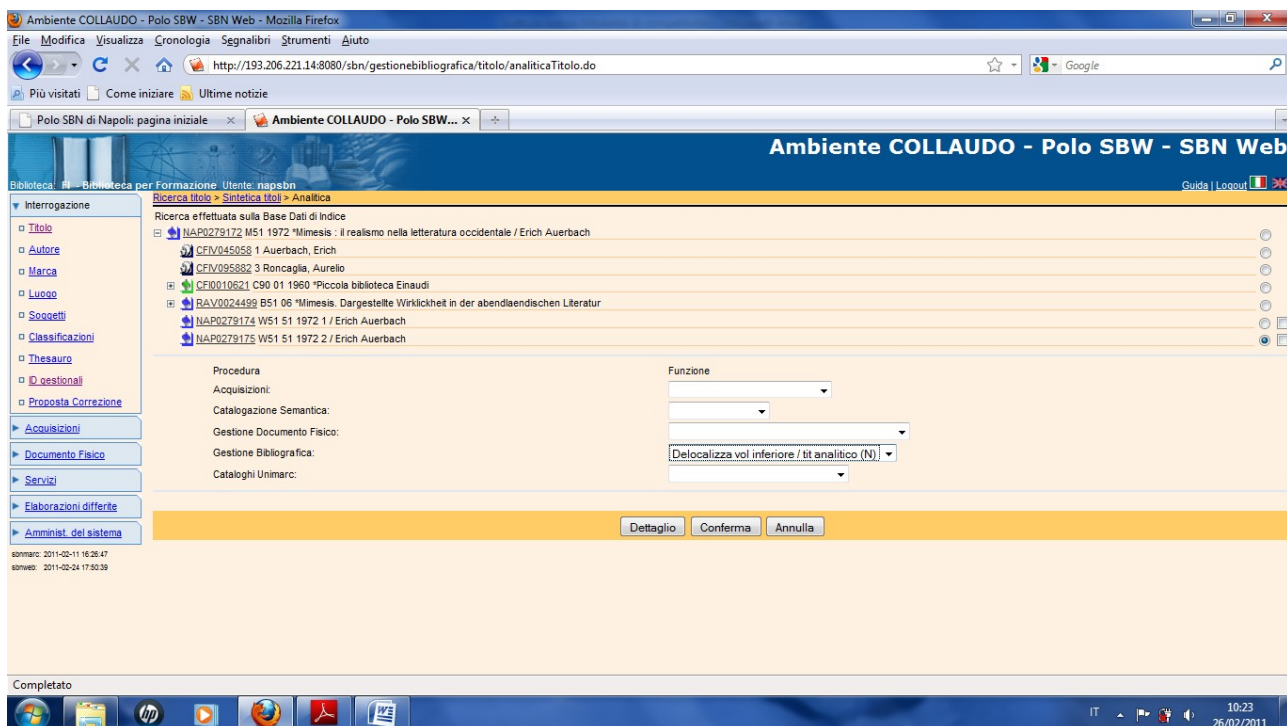 Ambiente COLLAUDO - Polo SBW - SBN Web - Mozilla Firefox
File Modifica Visualizza Cronologia Segnalibri Strumenti Aiuto
http://193.206.221.14:8080/sbn/gestionebibliografica/titolo/analiticaTitolo.do Google
Più visitati Come iniziare Ultime notizie
Polo SBN di Napoli: pagina iniziale Ambiente COLLAUDO - Polo SBW...
Ambiente COLLAUDO - Polo SBW - SBN Web
Biblioteca: FI - Biblioteca per Formazione Utente: napsbn Guida | Logout
Interrogazione
Titolo
Autore
Marca
Luogo
Soggetti
Classificazioni
Thesauro
ID gestionali
Proposta Correzione
Acquisizioni
Documento Fisico
Servizi
Elaborazioni differite
Amminist. del sistema
sbnmarc: 2011-02-11 16:26:47
sbnweb: 2011-02-24 17:50:39
Ricerca titolo > Sintetica titoli > Analitica
Ricerca effettuata sulla Base Dati di Indice
NAP0279172 M51 1972 *Mimesis : il realismo nella letteratura occidentale / Erich Auerbach
CFIV045058 1 Auerbach, Erich
CFIV095882 3 Roncaglia, Aurelio
CFI0010621 C90 01 1960 *Piccola biblioteca Einaudi
RAV0024499 B51 06 *Mimesis. Dargestellte Wirklichkeit in der abendlaendischen Literatur
NAP0279174 W51 51 1972 1 / Erich Auerbach
NAP0279175 W51 51 1972 2 / Erich Auerbach
Procedura Funzione
Acquisizioni:
Catalogazione Semantica:
Gestione Documento Fisico:
Gestione Bibliografica: Delocalizza vol inferiore / tit analitico (N)
Cataloghi Unimarc:
Dettaglio Conferma Annulla
Completato
IT 10:23
26/02/2011